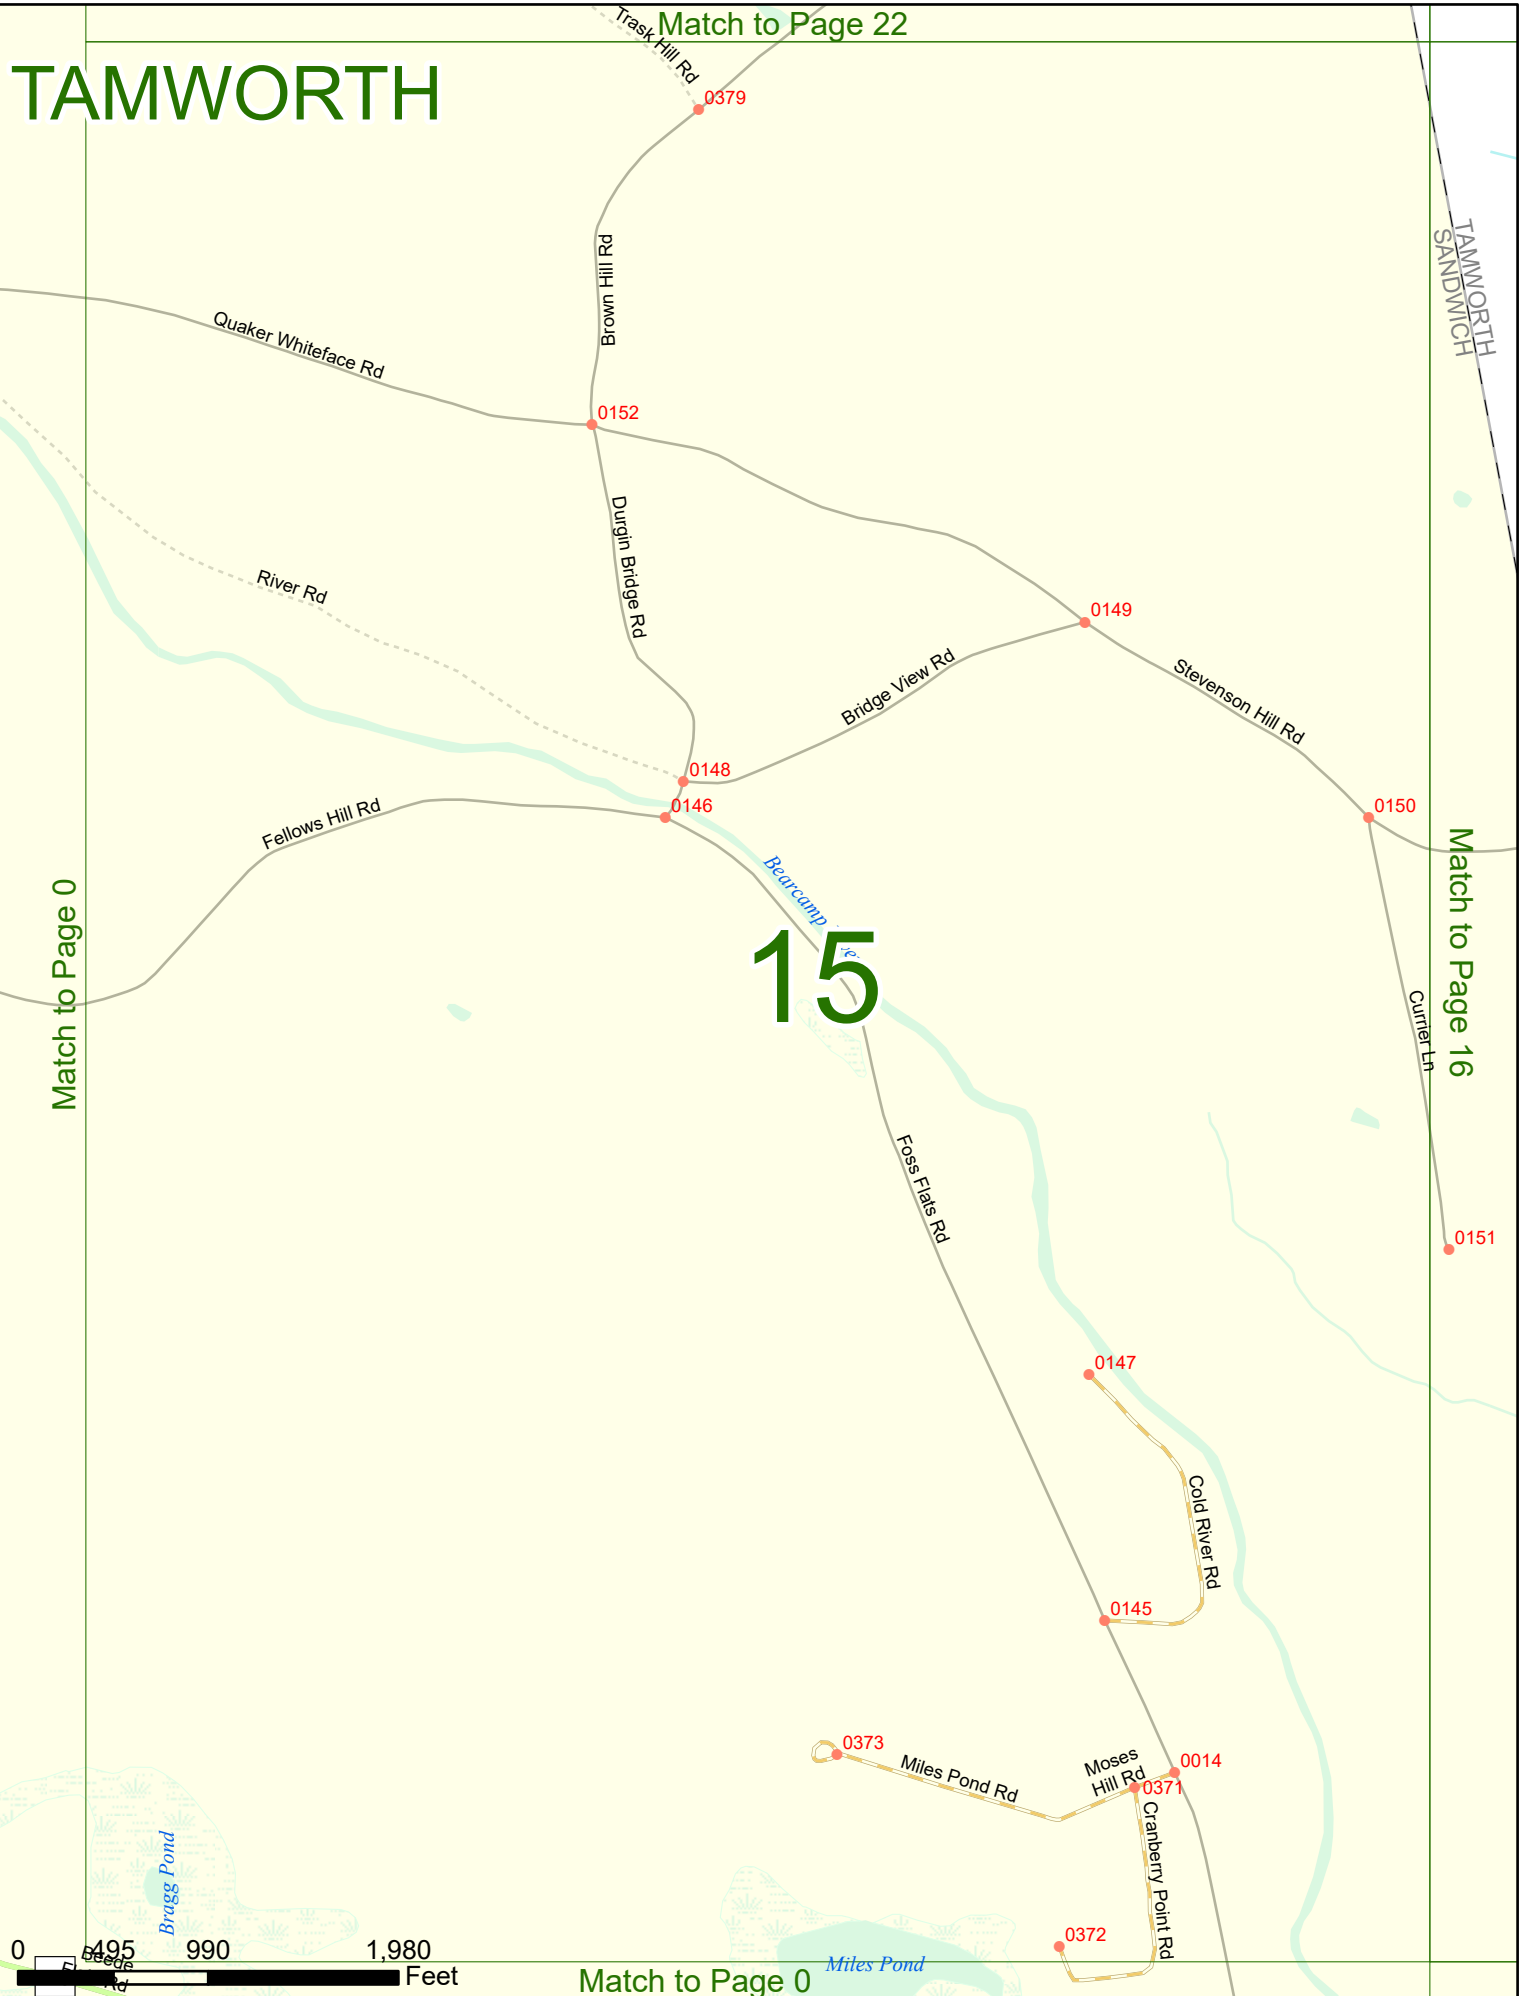 Match to Page 22
TAMWORTH
Trask Hill Rd
0379
TAMWORTH
SANDWICH
Brown Hill Rd
Quaker Whiteface Rd
0152
Durgin Bridge Rd
River Rd
0149
Bridge View Rd
Stevenson Hill Rd
0148
0146
0150
Fellows Hill Rd
Match to Page 0
Match to Page 16
Bearcamp
15
Currier Ln
Foss Flats Rd
0151
0147
Cold River Rd
0145
0373
Miles Pond Rd
Moses
Hill Rd
0014
0371
Cranberry Point Rd
Bragg Pond
0372
Miles Pond
0 495 990 1,980
Feet
Beede
Rd
Match to Page 0